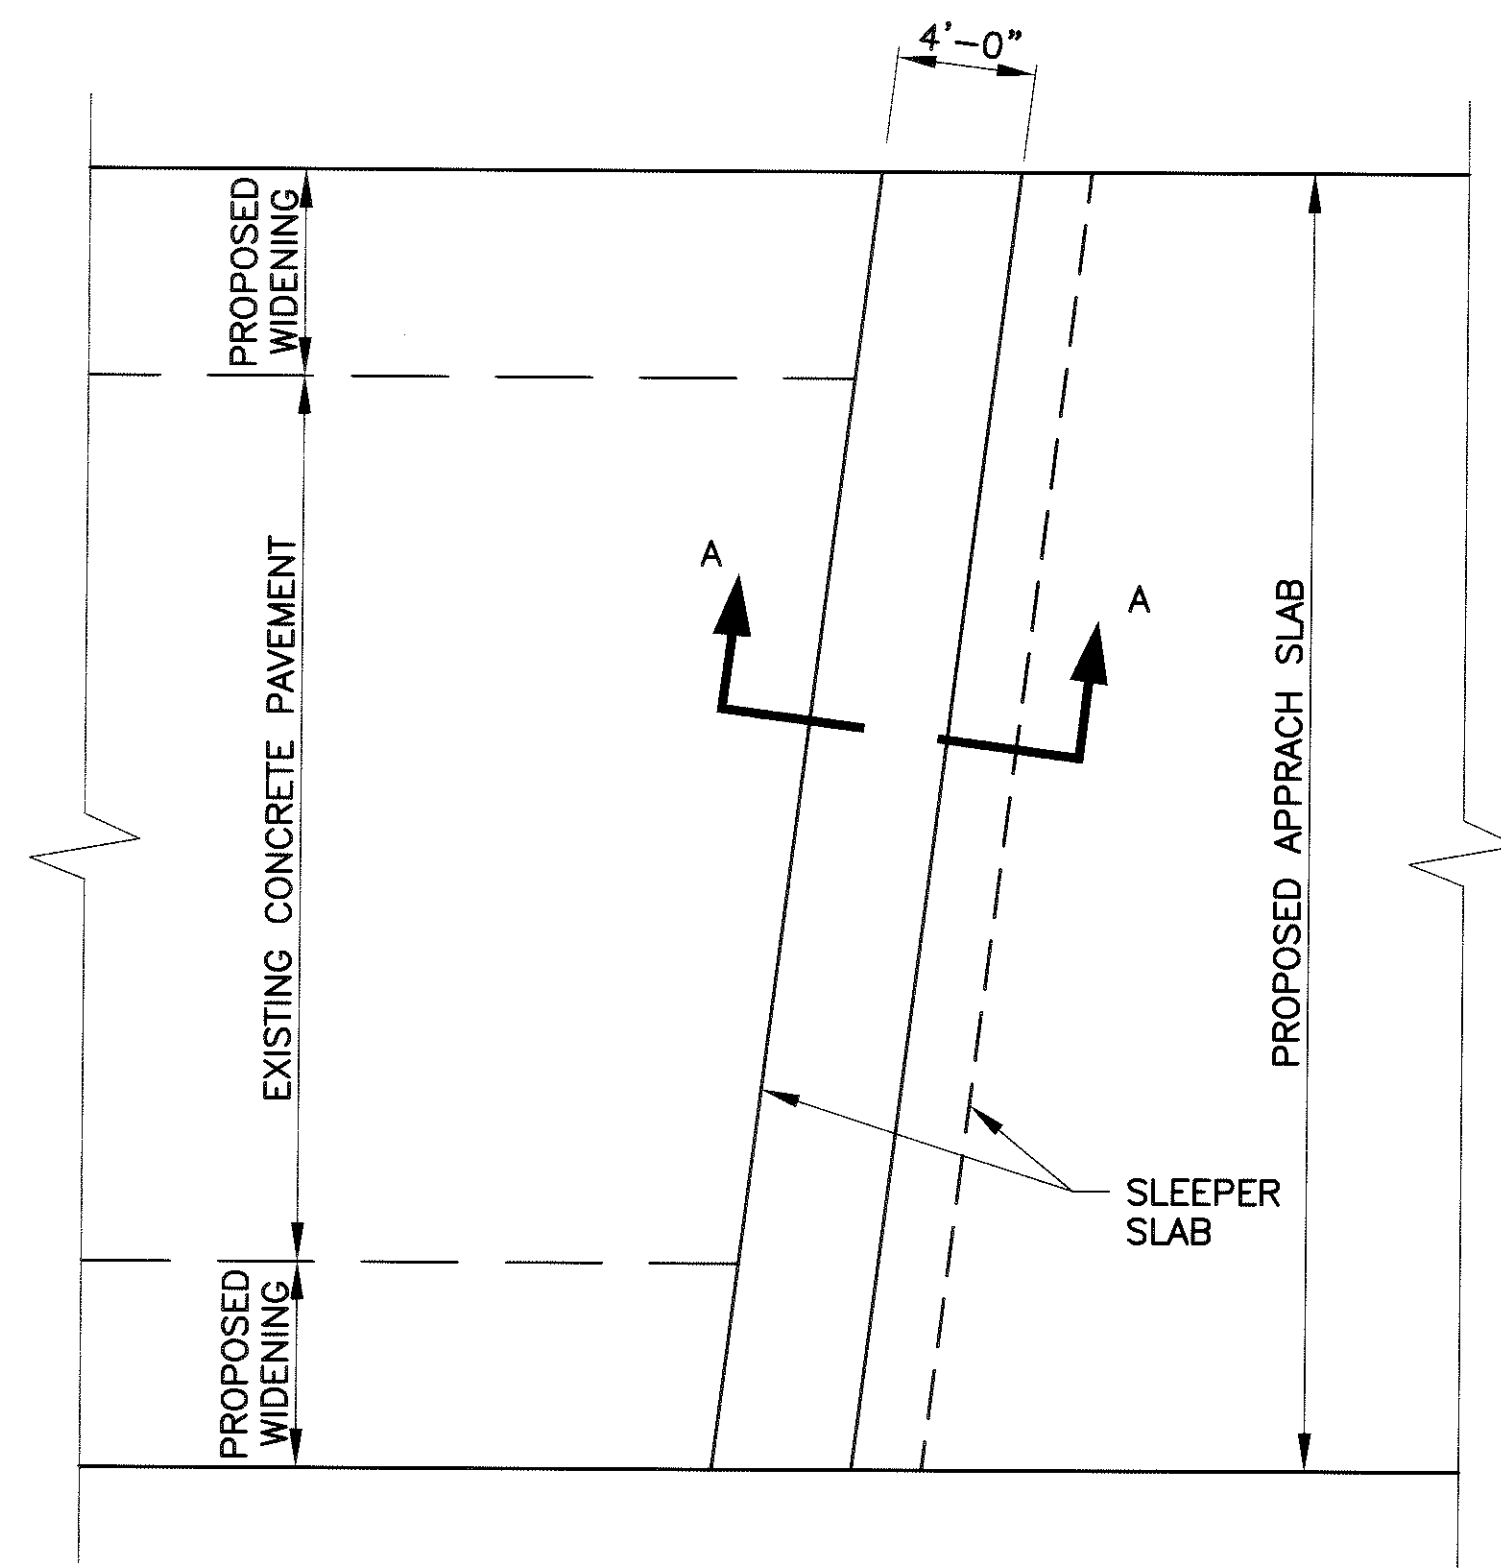 4'-0"
PROPOSED
WIDENING
EXISTING CONCRETE PAVEMENT
A
A
PROPOSED APPRACH SLAB
SLEEPER
SLAB
PROPOSED
WIDENING